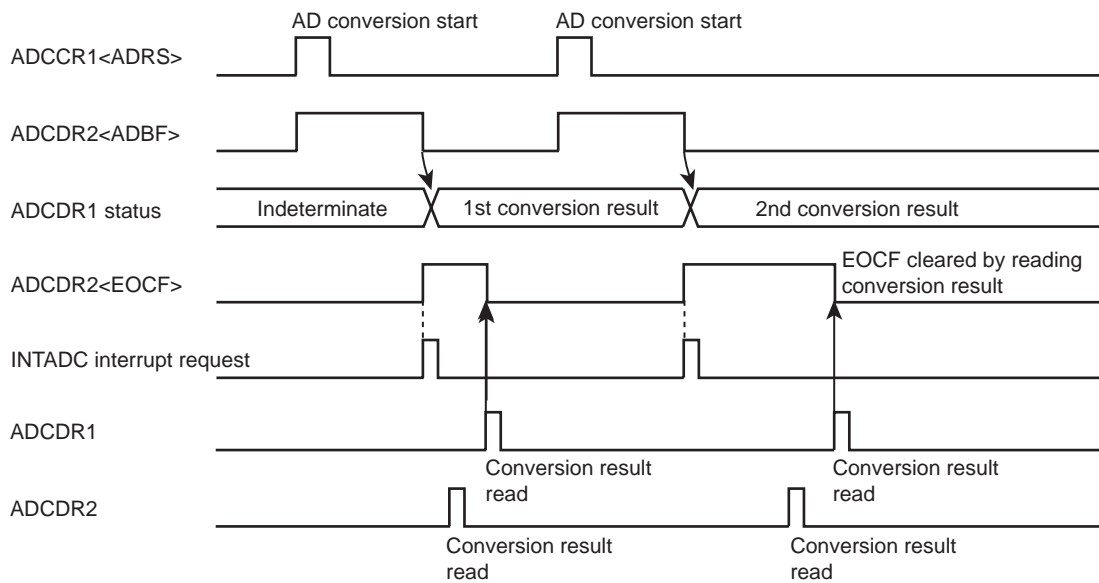 AD conversion start
AD conversion start
ADCCR1<ADRS>
ADCDR2<ADBF>
ADCDR1 status
Indeterminate
1st conversion result
2nd conversion result
ADCDR2<EOCF>
EOCF cleared by reading
conversion result
INTADC interrupt request
ADCDR1
Conversion result
read
Conversion result
read
ADCDR2
Conversion result
read
Conversion result
read